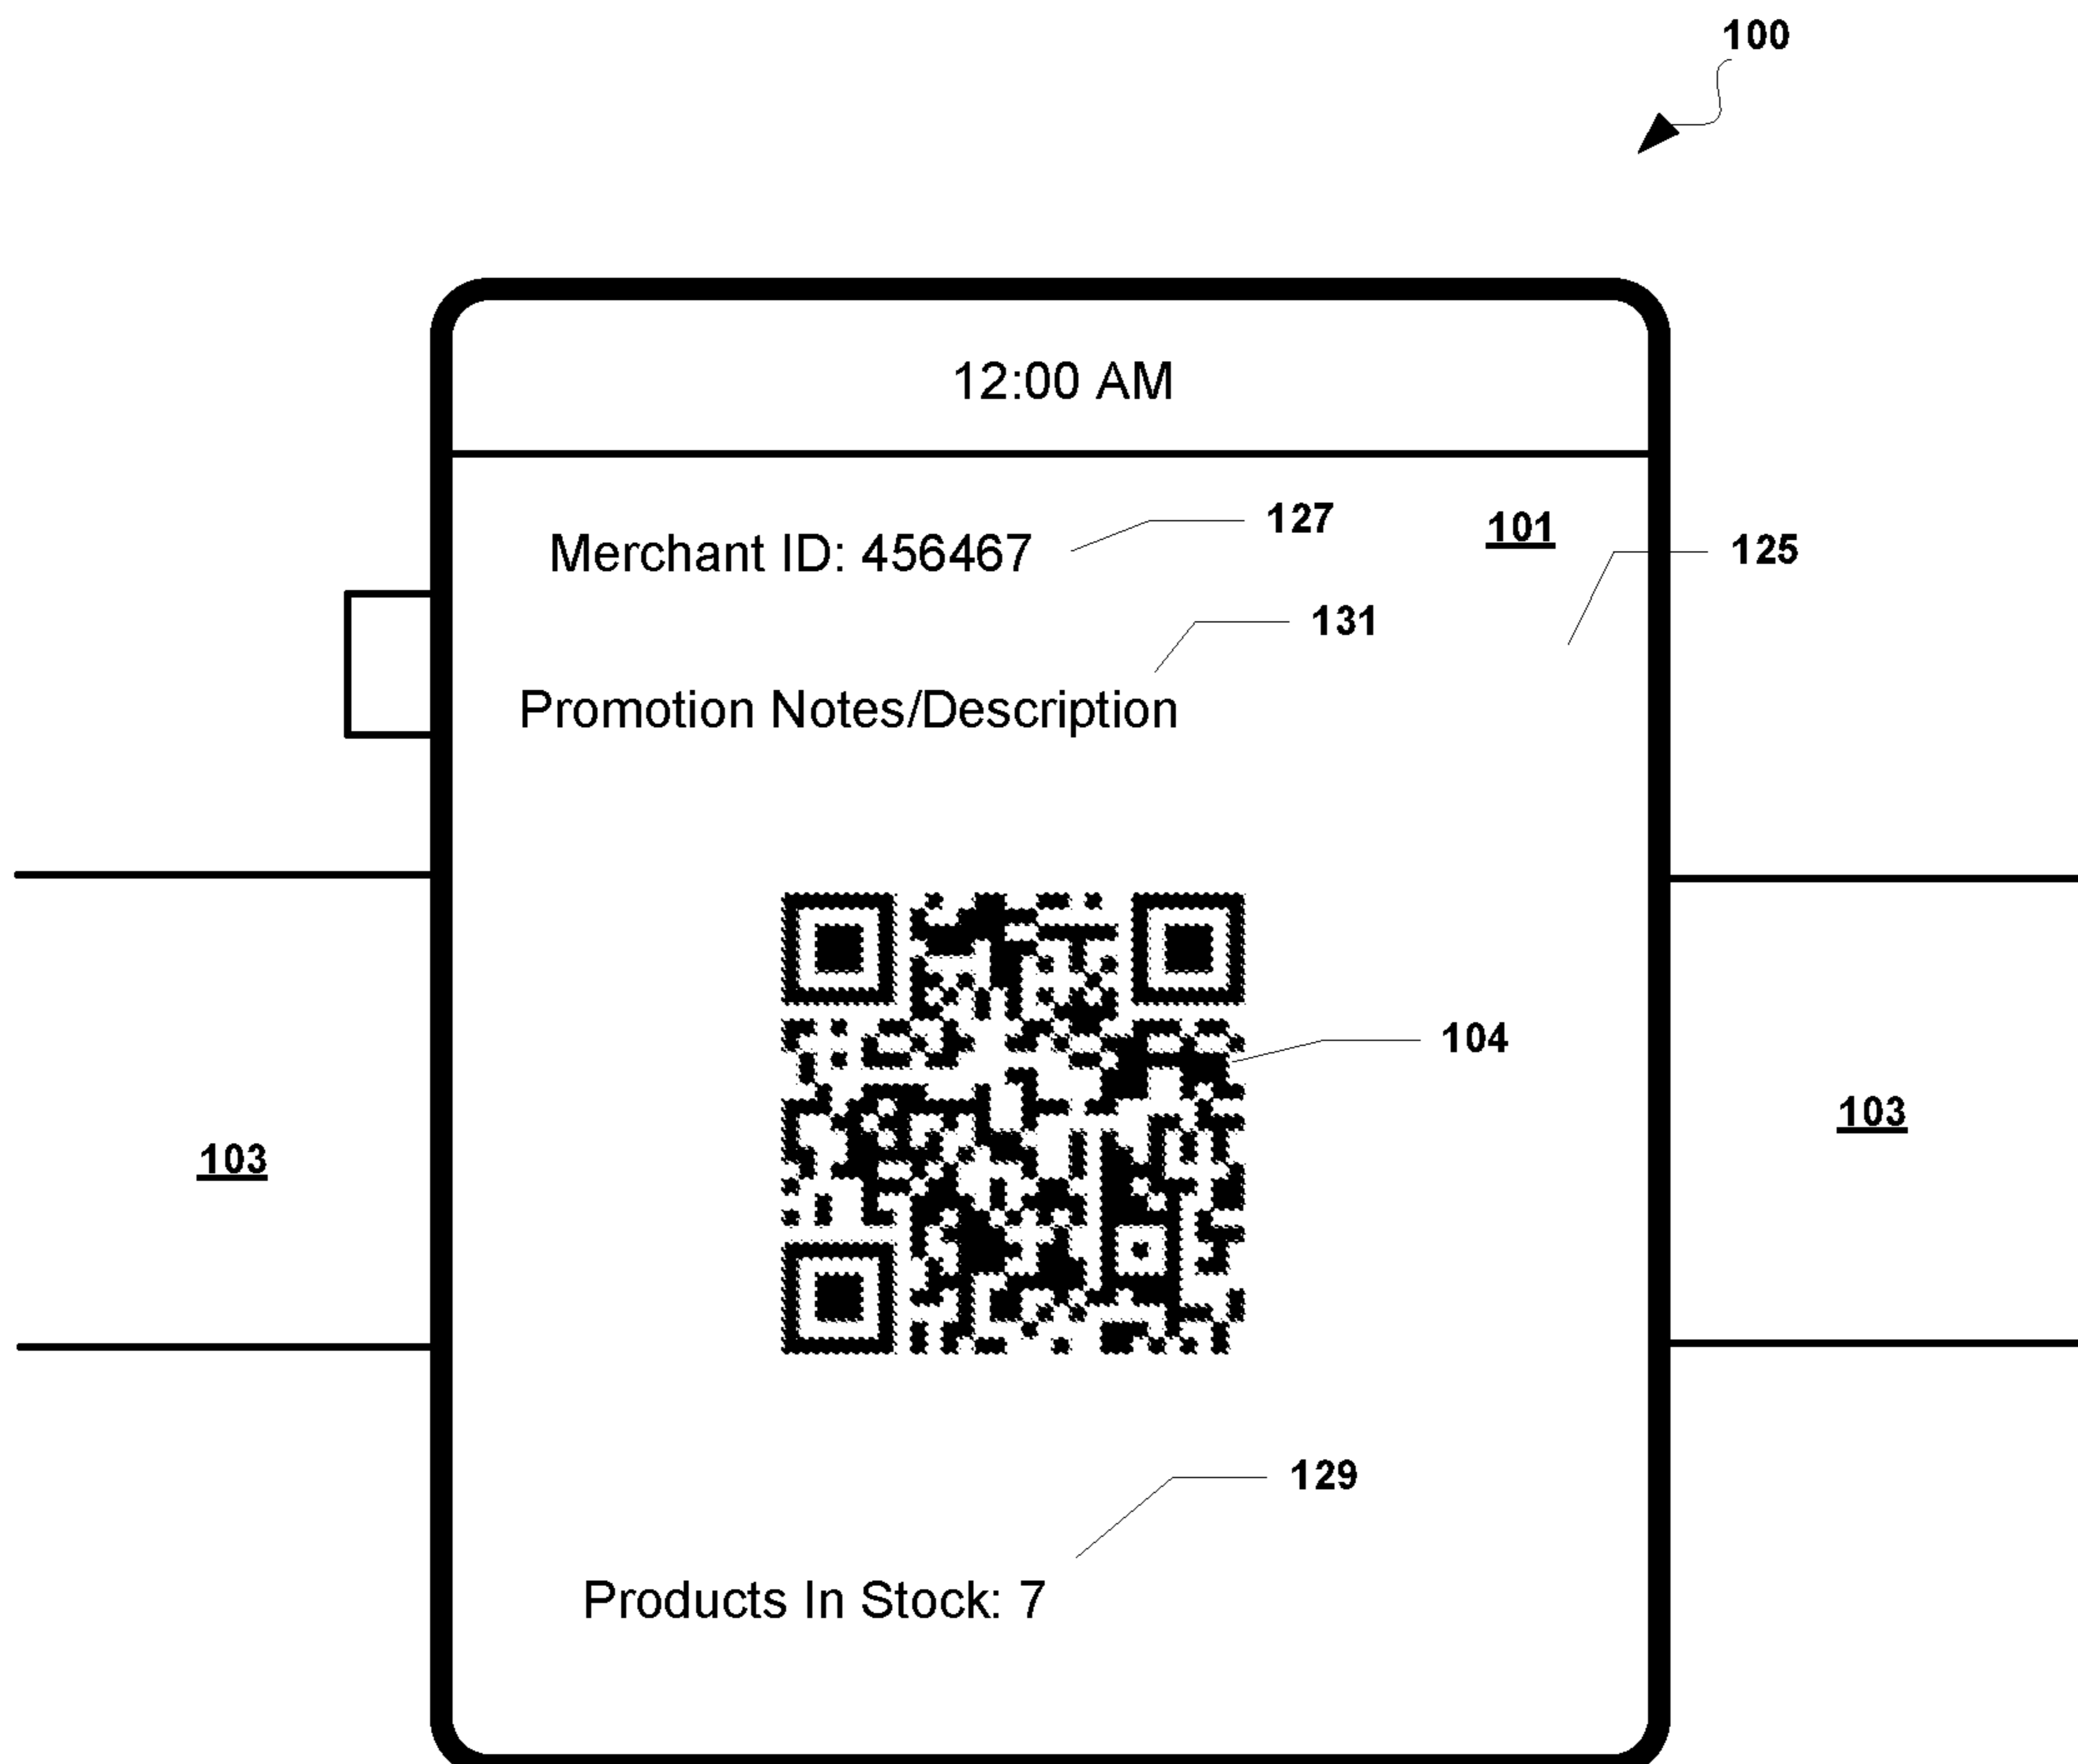 100
12:00 AM
Merchant ID: 456467
127
101
125
131
Promotion Notes/Description
104
103
103
129
Products In Stock: 7